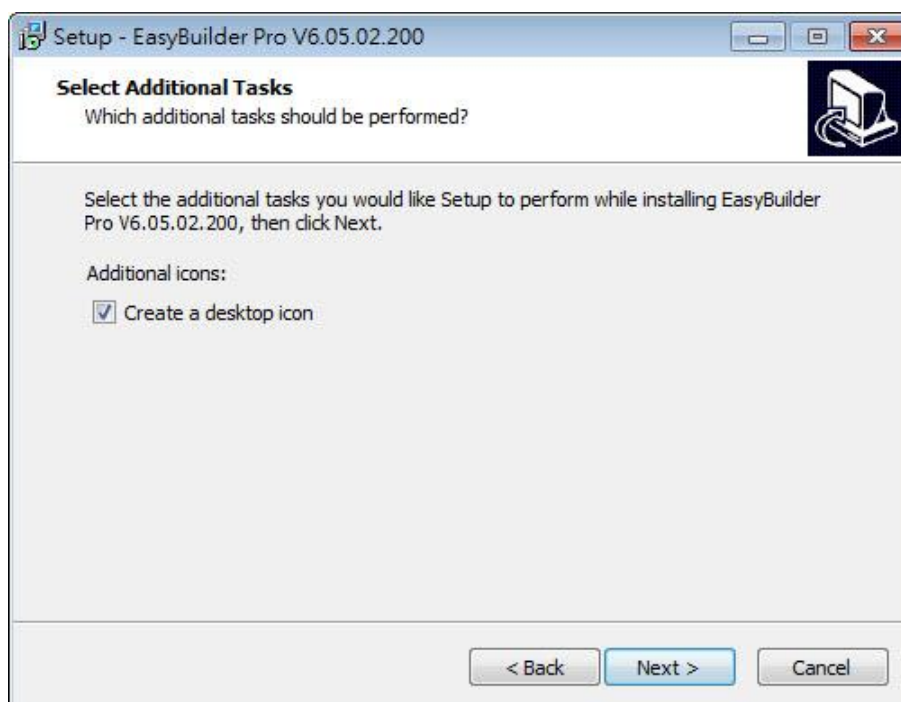 Setup - EasyBuilder Pro V6.05.02.200
Select Additional Tasks
Which additional tasks should be performed?
Select the additional tasks you would like Setup to perform while installing EasyBuilder
Pro V6.05.02.200, then click Next.
Additional icons:
Create a desktop icon
< Back
Next >
Cancel